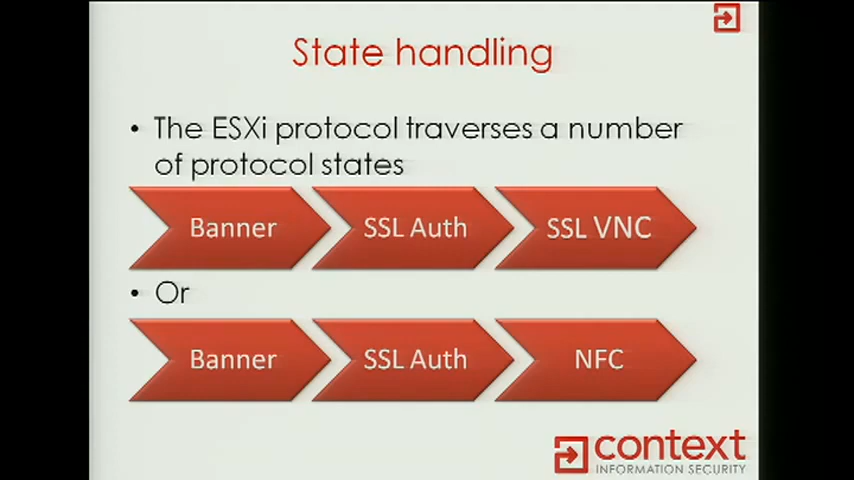 State handling
• The ESXi protocol traverses a number
of protocol states
Banner
SSL Auth
SSL VNC
• Or
Banner
SSL Auth
NFC
context
INFORMATION SECURITY